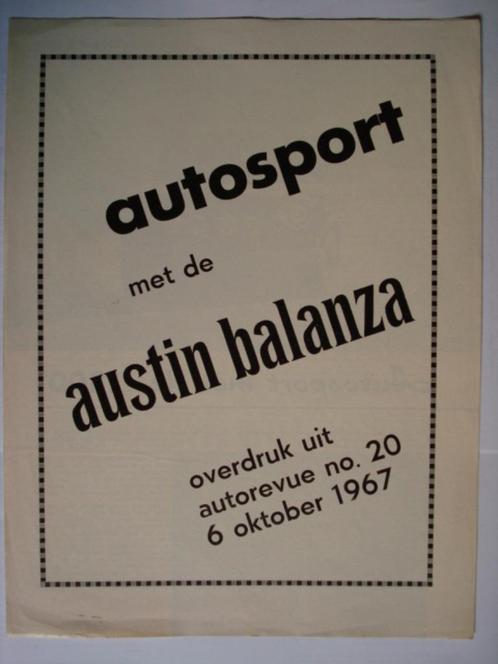 autosport
met de
austin balanza
overdruk uit
autorevue no. 20
6 oktober 1967